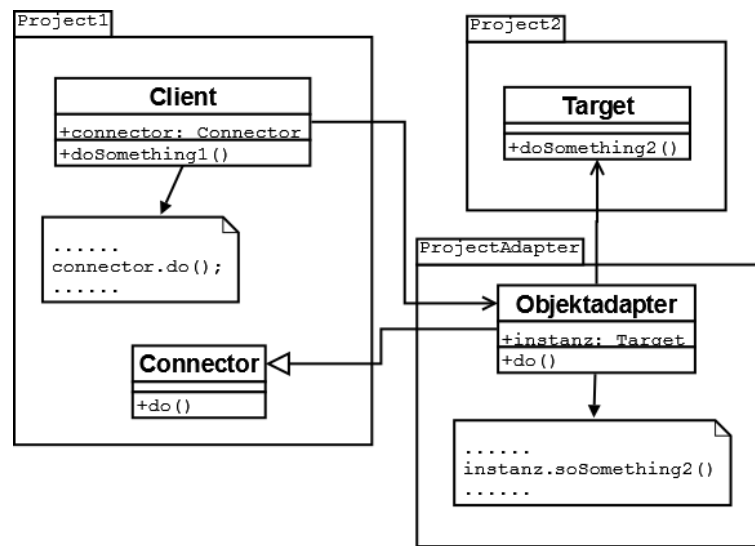 Project1
Client
+connector: Connector
+doSomething1()
......
connector.do();
......
Connector
+do()
Project2
Target
+doSomething2()
ProjectAdapter
Objektadapter
+instanz: Target
+do()
......
instanz.soSomething2()
......